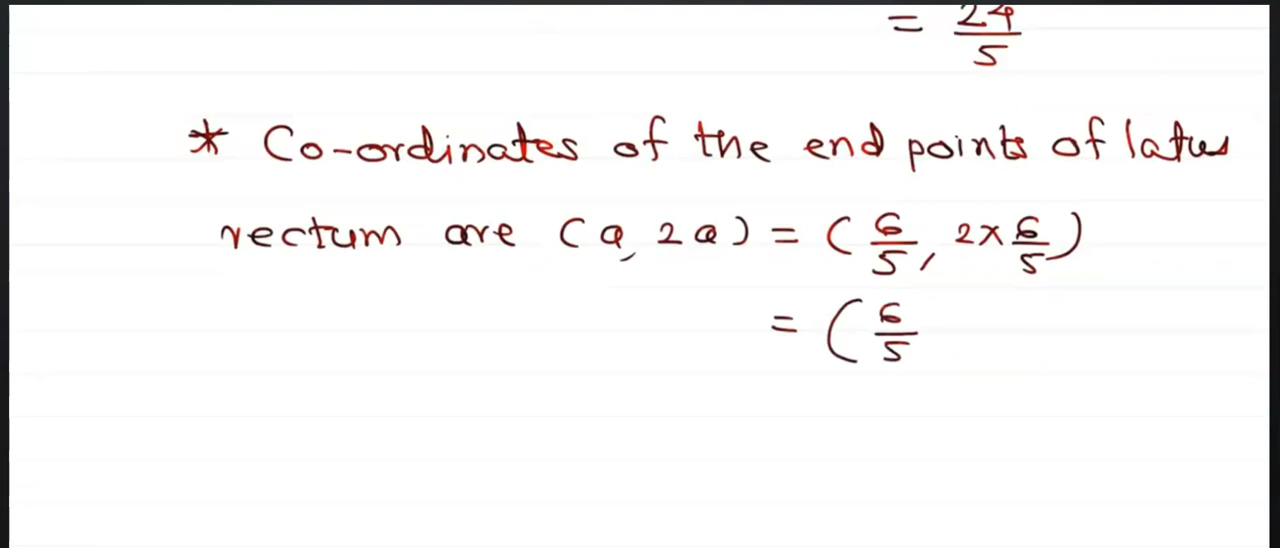 = 24/5
* Co-ordinates of the end points of latus
rectum are (a, 2a) = (6/5, 2×6/5)
= (6/5